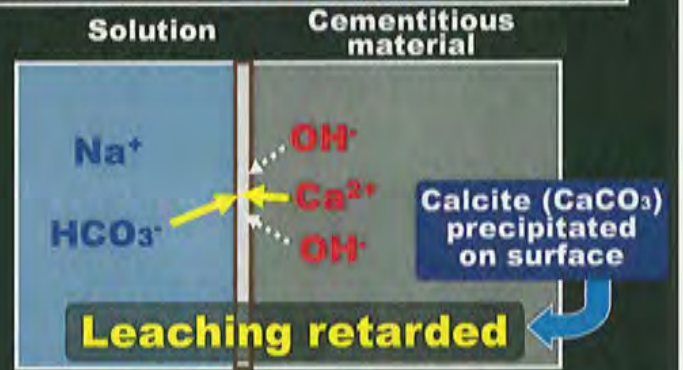 Solution
Cementitious
material
Na⁺
HCO₃⁻
OH⁻
Ca²⁺
OH⁻
Calcite (CaCO₃)
precipitated
on surface
Leaching retarded